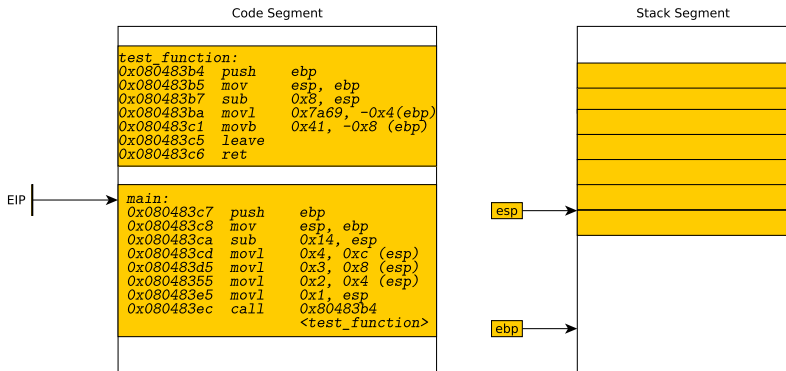 Code Segment
Stack Segment
test_function:
0x080483b4 push ebp
0x080483b5 mov esp, ebp
0x080483b7 sub 0x8, esp
0x080483ba movl 0x7a69, -0x4(ebp)
0x080483c1 movb 0x41, -0x8 (ebp)
0x080483c5 leave
0x080483c6 ret
EIP
main:
0x080483c7 push ebp
0x080483c8 mov esp, ebp
0x080483ca sub 0x14, esp
0x080483cd movl 0x4, 0xc (esp)
0x080483d5 movl 0x3, 0x8 (esp)
0x08048355 movl 0x2, 0x4 (esp)
0x080483e5 movl 0x1, esp
0x080483ec call 0x80483b4
<test_function>
esp
ebp